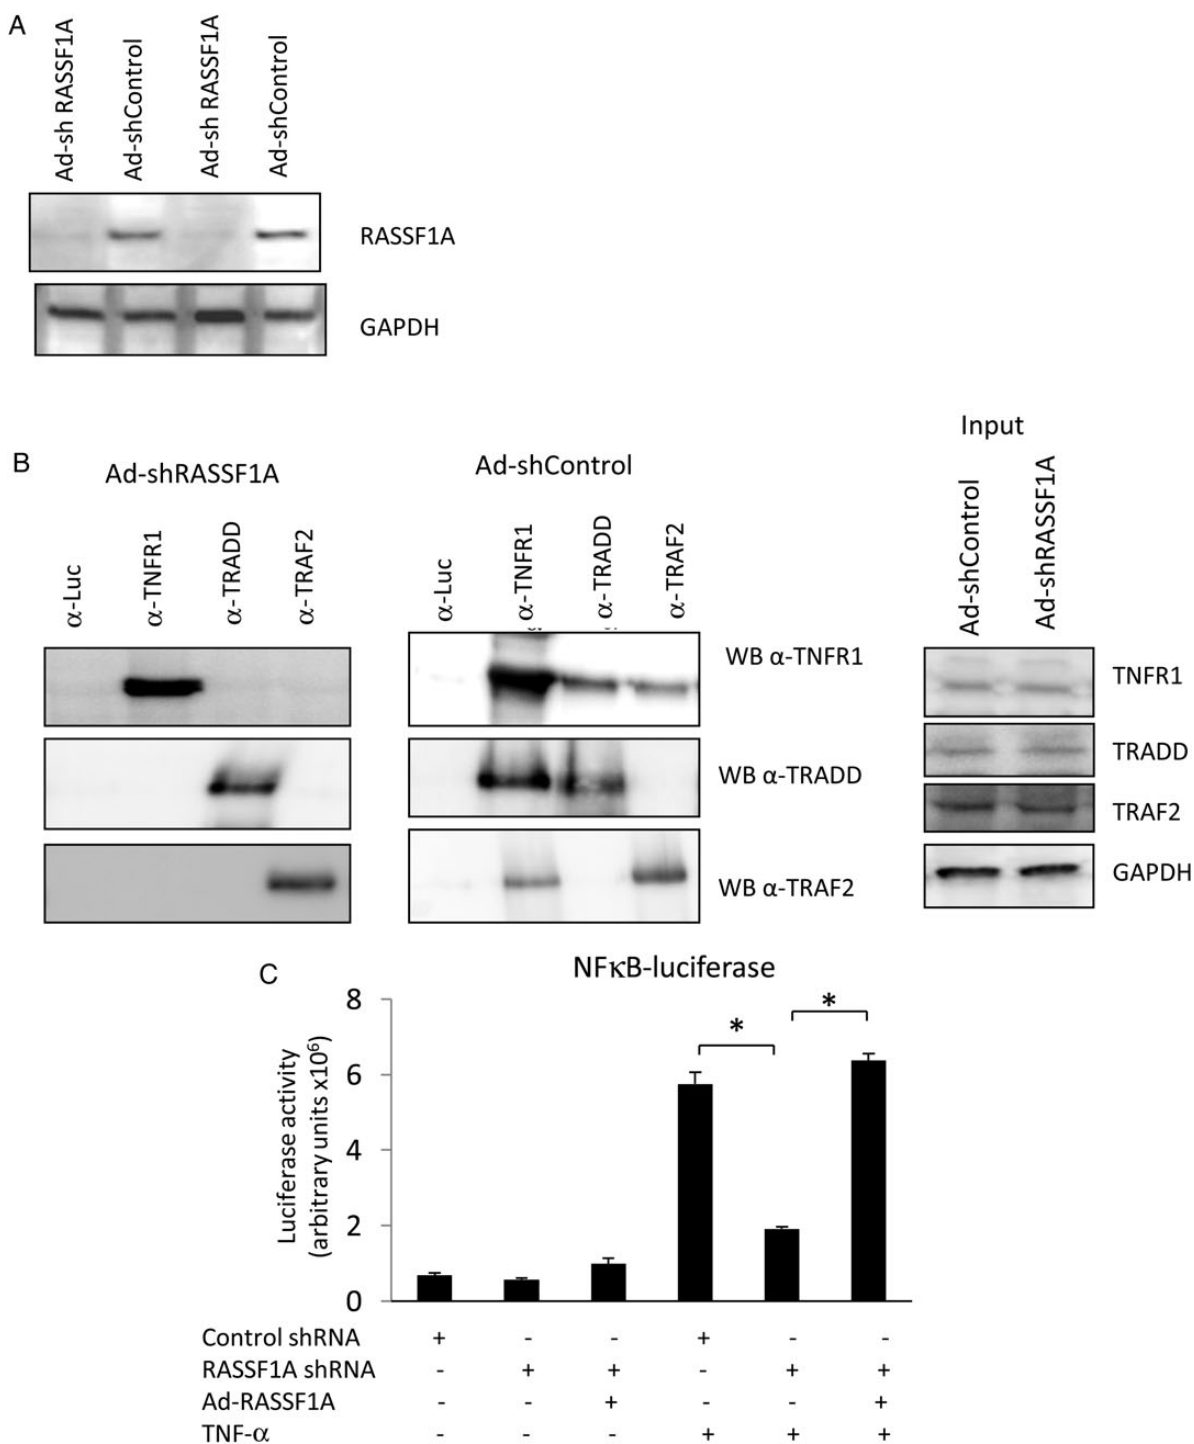 A
Ad-sh RASSF1A
Ad-shControl
Ad-sh RASSF1A
Ad-shControl
RASSF1A
GAPDH
Input
B
Ad-shRASSF1A
Ad-shControl
α-Luc
α-TNFR1
α-TRADD
α-TRAF2
α-Luc
α-TNFR1
α-TRADD
α-TRAF2
Ad-shControl
Ad-shRASSF1A
WB α-TNFR1
WB α-TRADD
WB α-TRAF2
TNFR1
TRADD
TRAF2
GAPDH
C
NFκB-luciferase
Luciferase activity
(arbitrary units x10⁶)
8
6
4
2
0
*
*
Control shRNA + - - + - -
RASSF1A shRNA - + + - + +
Ad-RASSF1A - - + - - +
TNF-α - - - + + +